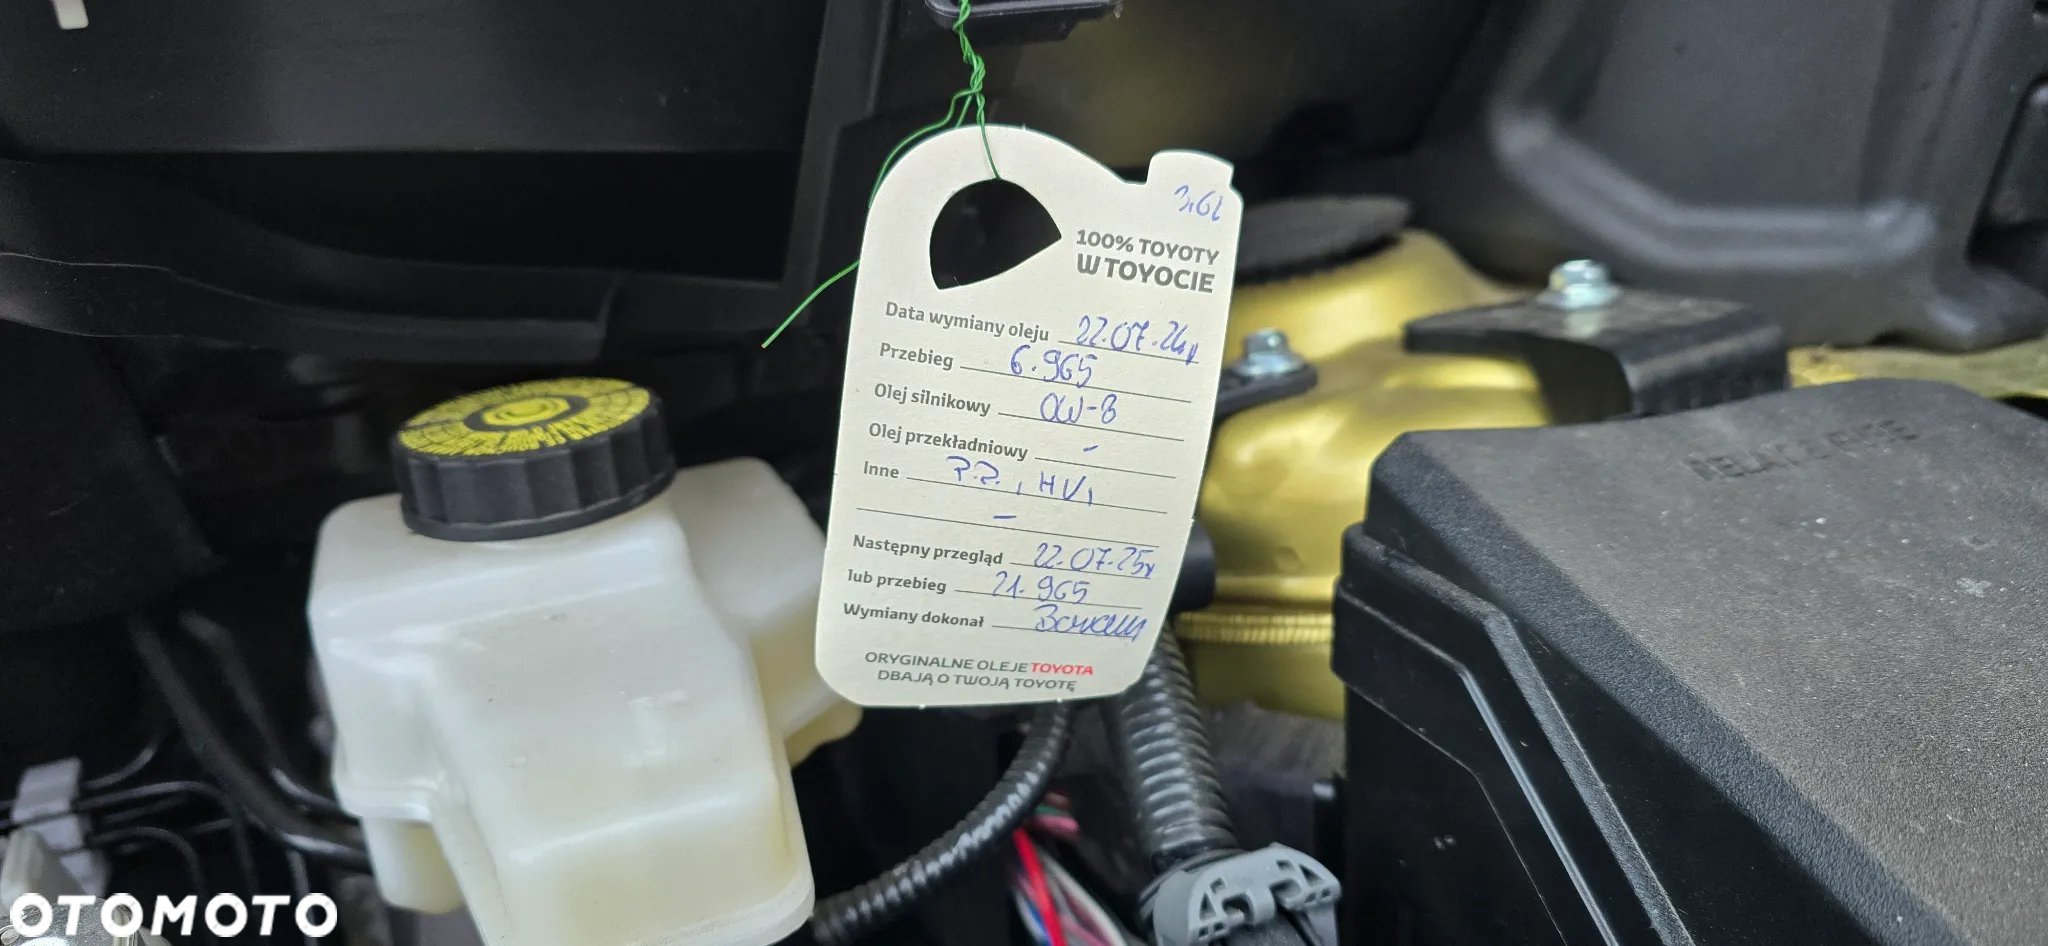 3,6L
100% TOYOTY
W TOYOCIE
Data wymiany oleju 22.07.24r
Przebieg 6.965
Olej silnikowy 0W-8
Olej przekładniowy -
Inne P.P., HV,
-
Następny przegląd 22.07.25r
lub przebieg 21.965
Wymiany dokonał
ORYGINALNE OLEJE TOYOTA
DBAJĄ O TWOJĄ TOYOTĘ
OTOMOTO